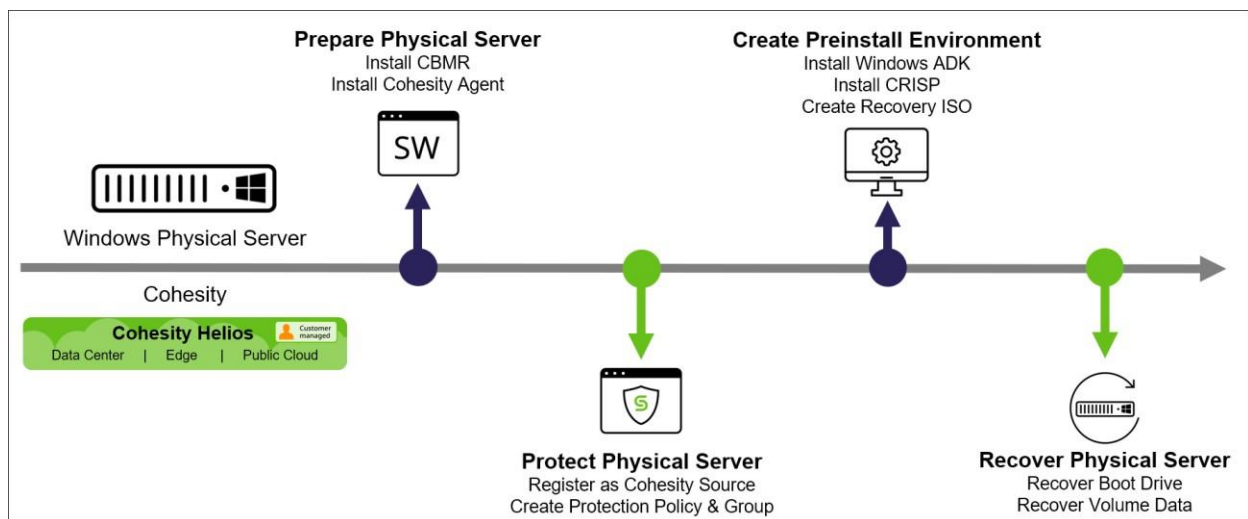 Prepare Physical Server
Install CBMR
Install Cohesity Agent
SW
Create Preinstall Environment
Install Windows ADK
Install CRISP
Create Recovery ISO
Windows Physical Server
Cohesity
Cohesity Helios
Customer
managed
Data Center | Edge | Public Cloud
Protect Physical Server
Register as Cohesity Source
Create Protection Policy & Group
Recover Physical Server
Recover Boot Drive
Recover Volume Data